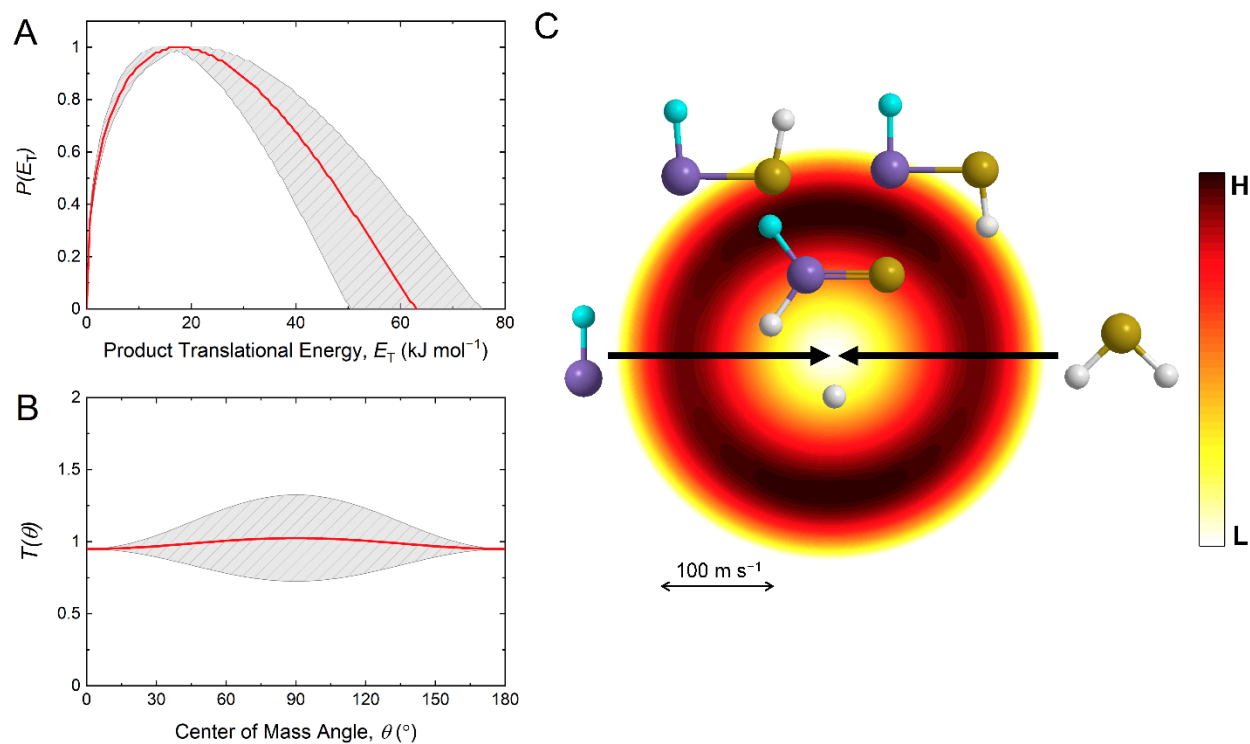 A
P(E_T)
1
0.8
0.6
0.4
0.2
0
0 20 40 60 80
Product Translational Energy, E_T (kJ mol⁻¹)
B
T(θ)
2
1.5
1
0.5
0
0 30 60 90 120 150 180
Center of Mass Angle, θ (°)
C
H
L
100 m s⁻¹